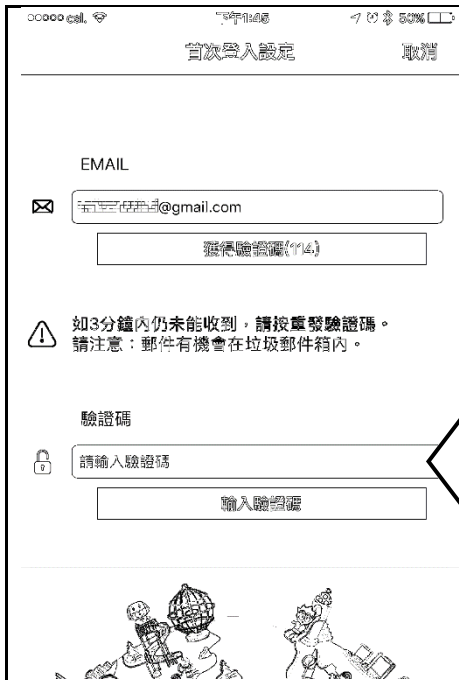 csl.
下午1:45
50%
首次登入設定
取消
EMAIL
@gmail.com
獲得驗證碼(114)
如3分鐘內仍未能收到，請按重發驗證碼。
請注意：郵件有機會在垃圾郵件箱內。
驗證碼
請輸入驗證碼
輸入驗證碼